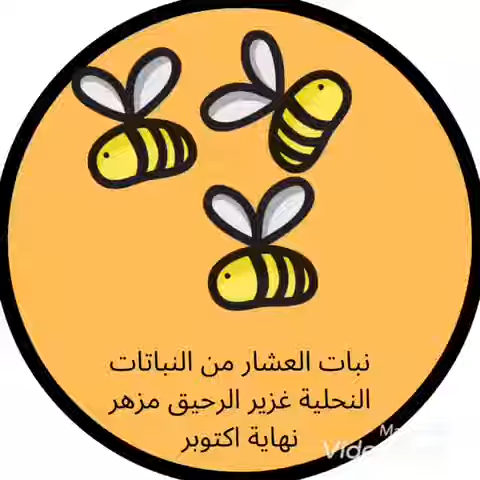 نبات العشار من النباتات
النحلية غزير الرحيق مزهر
نهاية اكتوبر